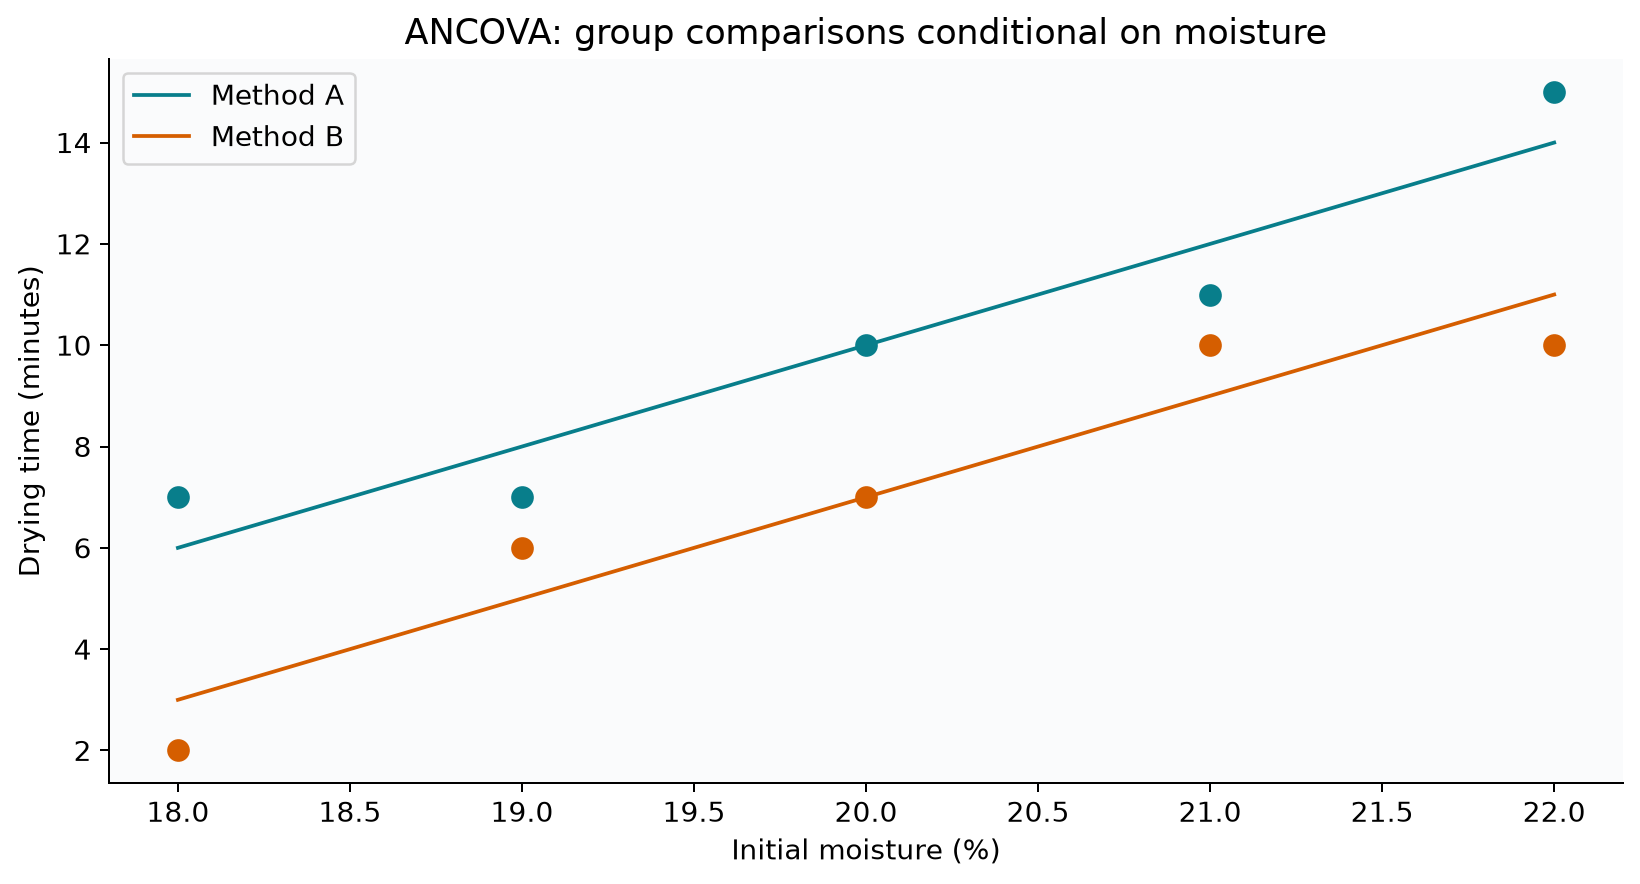 ANCOVA: group comparisons conditional on moisture
Method A
Method B
Drying time (minutes)
14
12
10
8
6
4
2
18.0 18.5 19.0 19.5 20.0 20.5 21.0 21.5 22.0
Initial moisture (%)